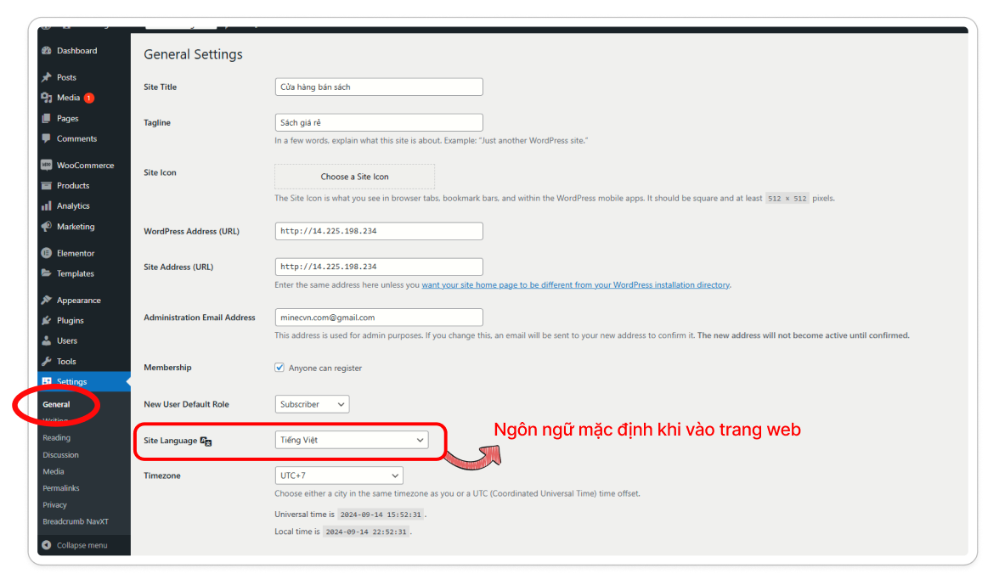 Dashboard
Posts
Media 1
Pages
Comments
WooCommerce
Products
Analytics
Marketing
Elementor
Templates
Appearance
Plugins
Users
Tools
Settings
General
Writing
Reading
Discussion
Media
Permalinks
Privacy
Breadcrumb NavXT
Collapse menu
General Settings
Site Title
Cửa hàng bán sách
Tagline
Sách giá rẻ
In a few words, explain what this site is about. Example: “Just another WordPress site.”
Site Icon
Choose a Site Icon
The Site Icon is what you see in browser tabs, bookmark bars, and within the WordPress mobile apps. It should be square and at least 512 × 512 pixels.
WordPress Address (URL)
http://14.225.198.234
Site Address (URL)
http://14.225.198.234
Enter the same address here unless you want your site home page to be different from your WordPress installation directory.
Administration Email Address
minecvn.com@gmail.com
This address is used for admin purposes. If you change this, an email will be sent to your new address to confirm it. The new address will not become active until confirmed.
Membership
Anyone can register
New User Default Role
Subscriber
Site Language
Tiếng Việt
Ngôn ngữ mặc định khi vào trang web
Timezone
UTC+7
Choose either a city in the same timezone as you or a UTC (Coordinated Universal Time) time offset.
Universal time is 2024-09-14 15:52:31 .
Local time is 2024-09-14 22:52:31 .